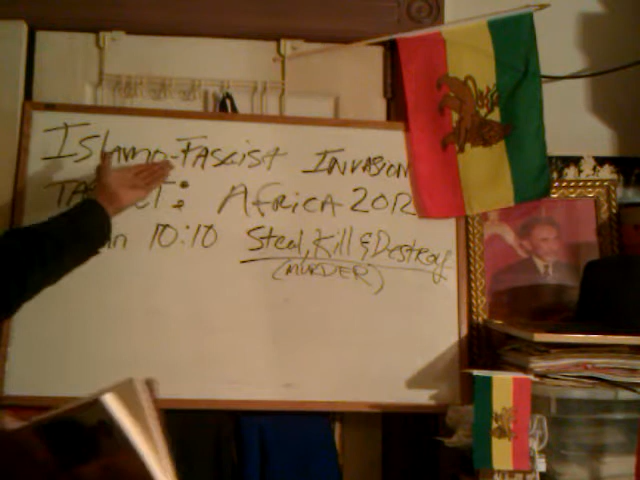 Islamo-Fascist Invasion
Africa 2012
10:10 Steal, Kill & Destroy
(MURDER)